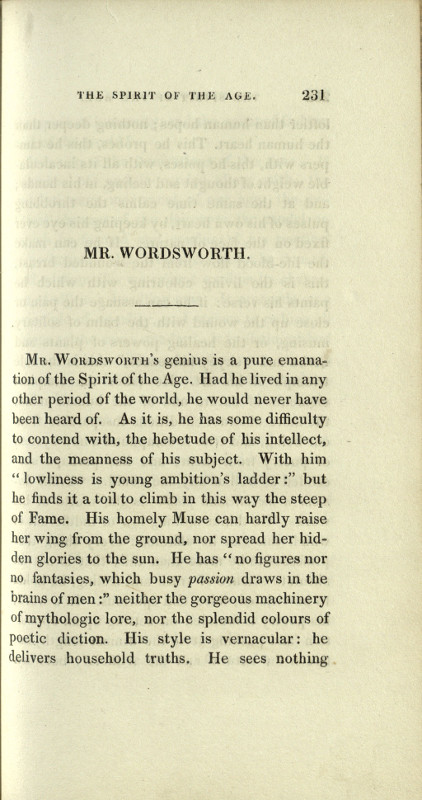 THE SPIRIT OF THE AGE. 231
MR. WORDSWORTH.
MR. WORDSWORTH'S genius is a pure emana-
tion of the Spirit of the Age. Had he lived in any
other period of the world, he would never have
been heard of. As it is, he has some difficulty
to contend with, the hebetude of his intellect,
and the meanness of his subject. With him
“lowliness is young ambition's ladder:” but
he finds it a toil to climb in this way the steep
of Fame. His homely Muse can hardly raise
her wing from the ground, nor spread her hid-
den glories to the sun. He has “no figures nor
no fantasies, which busy passion draws in the
brains of men:” neither the gorgeous machinery
of mythologic lore, nor the splendid colours of
poetic diction. His style is vernacular: he
delivers household truths. He sees nothing